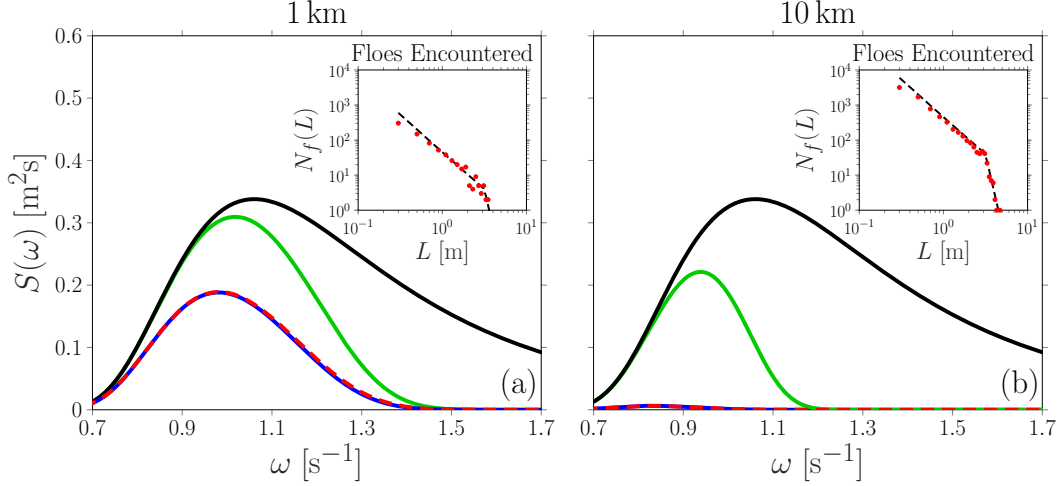 1 km
10 km
S(ω) [m²s]
0.6
0.5
0.4
0.3
0.2
0.1
0
0.7
0.9
1.1
1.3
1.5
1.7
ω [s⁻¹]
(a)
Floes Encountered
N_f(L)
10⁴
10³
10²
10¹
10⁰
10⁻¹
10⁰
10¹
L [m]
0.7
0.9
1.1
1.3
1.5
1.7
ω [s⁻¹]
(b)
Floes Encountered
N_f(L)
10⁴
10³
10²
10¹
10⁰
10⁻¹
10⁰
10¹
L [m]